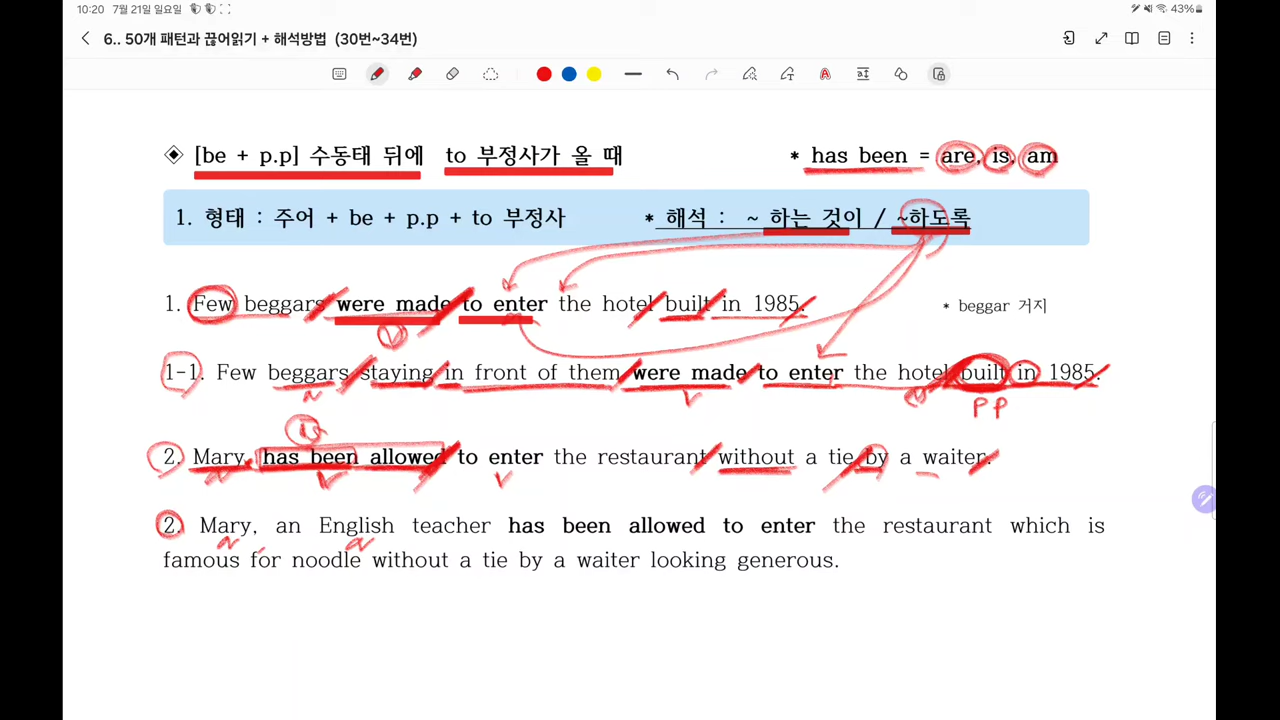 10:20 7월 21일 일요일 43%
6.. 50개 패턴과 끊어읽기 + 해석방법 (30번~34번)
◈ [be + p.p] 수동태 뒤에 to 부정사가 올 때 * has been = are, is, am
1. 형태 : 주어 + be + p.p + to 부정사 * 해석 : ~ 하는 것이 / ~하도록
1. Few beggars were made to enter the hotel built in 1985. * beggar 거지
v
1-1. Few beggars staying in front of them were made to enter the hotel built in 1985.
n v n p p
is
2. Mary has been allowed to enter the restaurant without a tie by a waiter.
n v v
2. Mary, an English teacher has been allowed to enter the restaurant which is
n n
famous for noodle without a tie by a waiter looking generous.